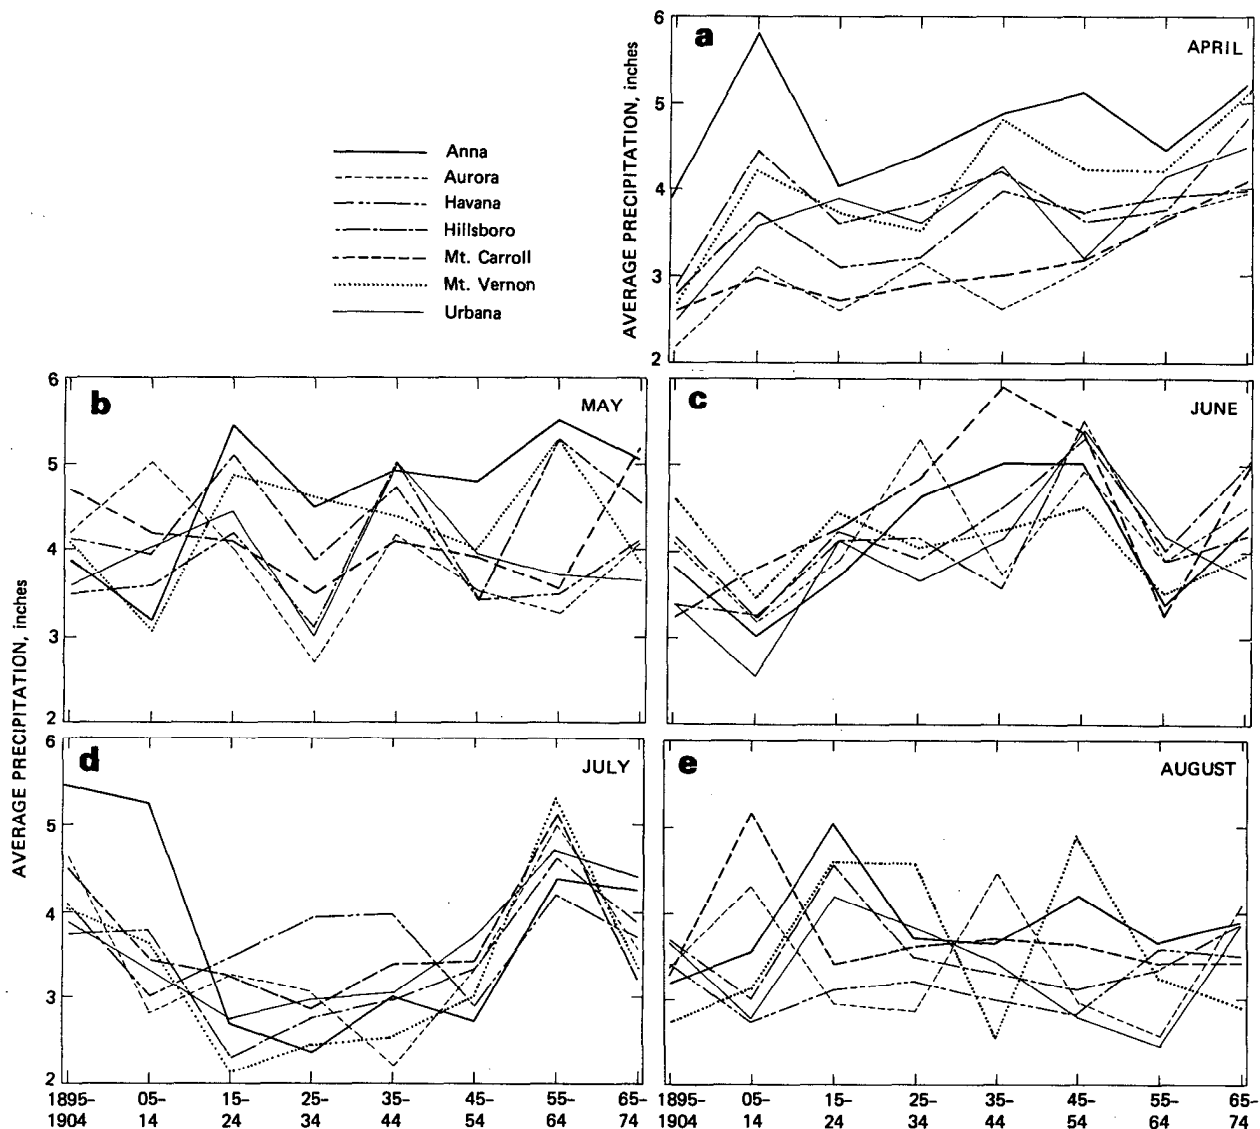 a
APRIL
AVERAGE PRECIPITATION, inches
6
5
4
3
2
Anna
Aurora
Havana
Hillsboro
Mt. Carroll
Mt. Vernon
Urbana
b
MAY
6
5
4
3
2
c
JUNE
AVERAGE PRECIPITATION, inches
d
JULY
6
5
4
3
2
e
AUGUST
1895- 05- 15- 25- 35- 45- 55- 65-
1904 14 24 34 44 54 64 74
1895- 05- 15- 25- 35- 45- 55- 65-
1904 14 24 34 44 54 64 74